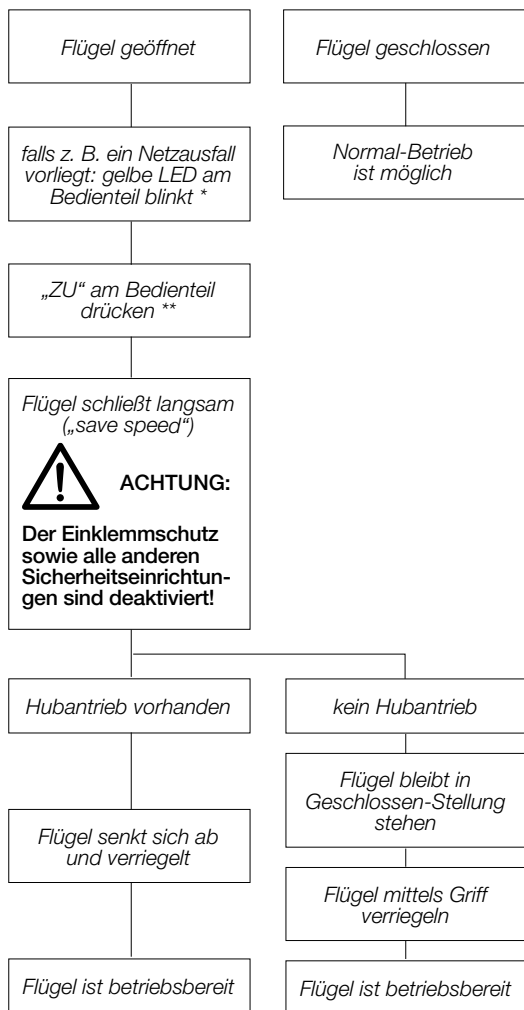 Flügel geöffnet
Flügel geschlossen
falls z. B. ein Netzausfall
vorliegt: gelbe LED am
Bedienteil blinkt *
Normal-Betrieb
ist möglich
„ZU“ am Bedienteil
drücken **
Flügel schließt langsam
(„save speed“)
ACHTUNG:
Der Einklemmschutz
sowie alle anderen
Sicherheitseinrichtun-
gen sind deaktiviert!
Hubantrieb vorhanden
kein Hubantrieb
Flügel senkt sich ab
und verriegelt
Flügel bleibt in
Geschlossen-Stellung
stehen
Flügel mittels Griff
verriegeln
Flügel ist betriebsbereit
Flügel ist betriebsbereit